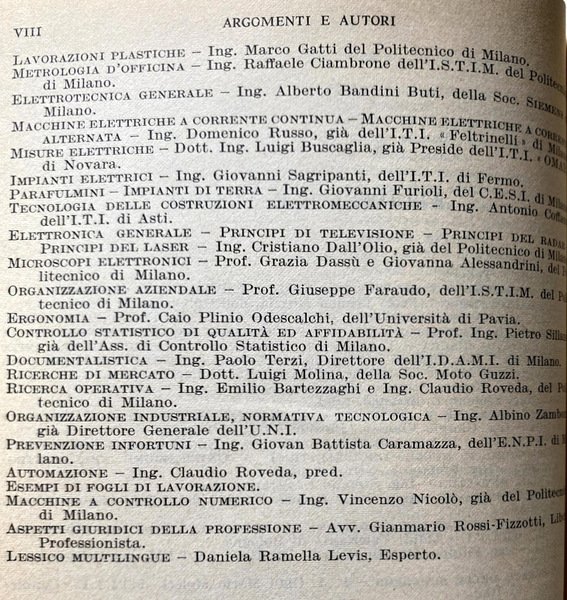 VIII
ARGOMENTI E AUTORI
LAVORAZIONI PLASTICHE – Ing. Marco Gatti del Politecnico di Milano.
METROLOGIA D'OFFICINA – Ing. Raffaele Ciambrone dell'I.S.T.I.M. del
di Milano.
ELETTROTECNICA GENERALE – Ing. Alberto Bandini Buti, della Soc. SIEMENS
Milano.
MACCHINE ELETTRICHE A CORRENTE CONTINUA – MACCHINE ELETTRICHE A
ALTERNATA – Ing. Domenico Russo, già dell'I.T.I. « Feltrinelli » di
MISURE ELETTRICHE – Dott. Ing. Luigi Buscaglia, già Preside dell'I.T.I.
di Novara.
IMPIANTI ELETTRICI – Ing. Giovanni Sagripanti, dell'I.T.I. di Fermo.
PARAFULMINI – IMPIANTI DI TERRA – Ing. Giovanni Furioli, del C.E.S.I. di
TECNOLOGIA DELLE COSTRUZIONI ELETTROMECCANICHE – Ing. Antonio
dell'I.T.I. di Asti.
ELETTRONICA GENERALE – PRINCIPI DI TELEVISIONE – PRINCIPI DEL RADAR
PRINCIPI DEL LASER – Ing. Cristiano Dall'Olio, già del Politecnico di Milano.
MICROSCOPI ELETTRONICI – Prof. Grazia Dassù e Giovanna Alessandrini, del
litecnico di Milano.
ORGANIZZAZIONE AZIENDALE – Prof. Giuseppe Faraudo, dell'I.S.T.I.M. del
tecnico di Milano.
ERGONOMIA – Prof. Caio Plinio Odescalchi, dell'Università di Pavia.
CONTROLLO STATISTICO DI QUALITÀ ED AFFIDABILITÀ – Prof. Ing. Pietro
già dell'Ass. di Controllo Statistico di Milano.
DOCUMENTALISTICA – Ing. Paolo Terzi, Direttore dell'I.D.A.M.I. di Milano.
RICERCHE DI MERCATO – Dott. Luigi Molina, della Soc. Moto Guzzi.
RICERCA OPERATIVA – Ing. Emilio Bartezzaghi e Ing. Claudio Roveda, del
tecnico di Milano.
ORGANIZZAZIONE INDUSTRIALE, NORMATIVA TECNOLOGICA – Ing. Albino
già Direttore Generale dell'U.N.I.
PREVENZIONE INFORTUNI – Ing. Giovan Battista Caramazza, dell'E.N.P.I. di
lano.
AUTOMAZIONE – Ing. Claudio Roveda, pred.
ESEMPI DI FOGLI DI LAVORAZIONE.
MACCHINE A CONTROLLO NUMERICO – Ing. Vincenzo Nicolò, già del
di Milano.
ASPETTI GIURIDICI DELLA PROFESSIONE – Avv. Gianmario Rossi-Fizzotti,
Professionista.
LESSICO MULTILINGUE – Daniela Ramella Levis, Esperto.